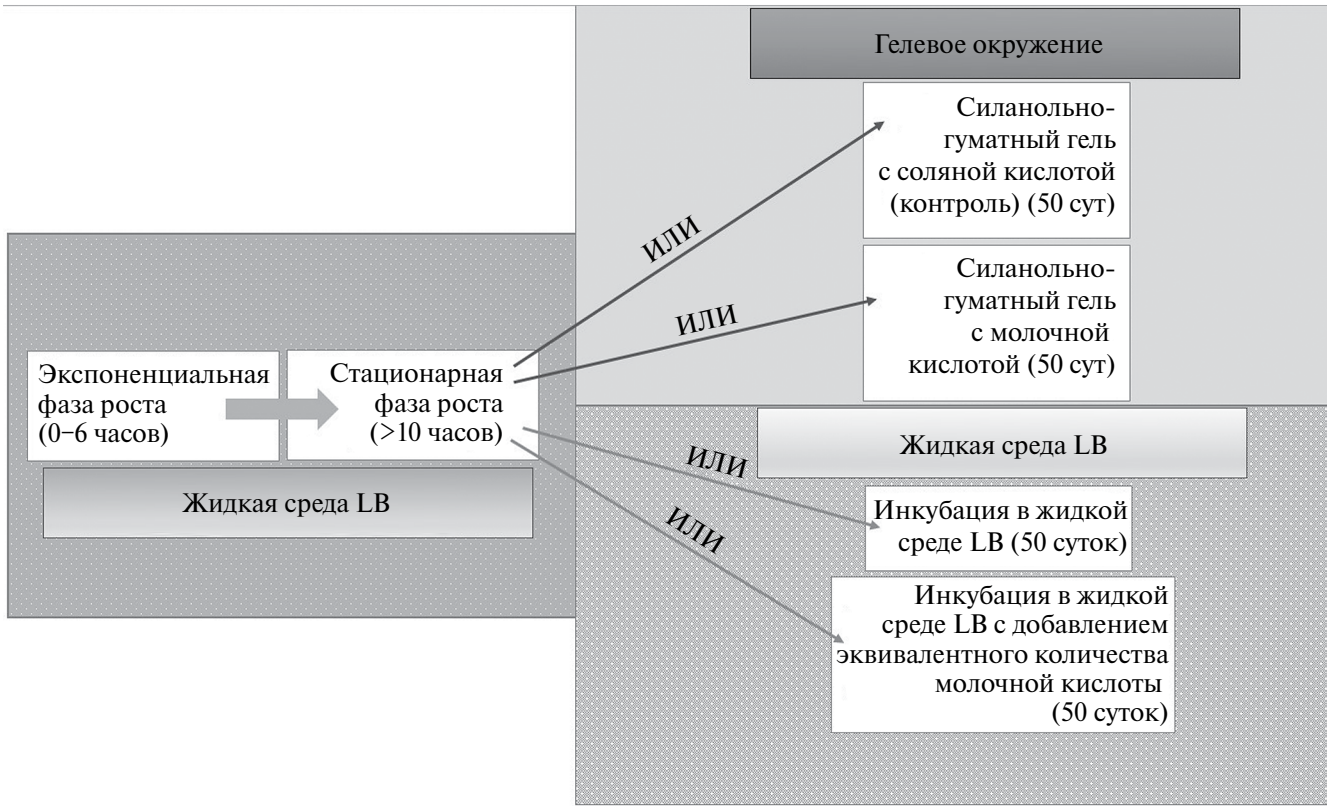 Гелевое окружение
Силанольно-
гуматный гель
с соляной кислотой
(контроль) (50 сут)
ИЛИ
Силанольно-
гуматный гель
с молочной
кислотой (50 сут)
ИЛИ
Экспоненциальная
фаза роста
(0−6 часов)
Стационарная
фаза роста
(>10 часов)
Жидкая среда LB
Жидкая среда LB
ИЛИ
Инкубация в жидкой
среде LB (50 суток)
ИЛИ
Инкубация в жидкой
среде LB с добавлением
эквивалентного количества
молочной кислоты
(50 суток)